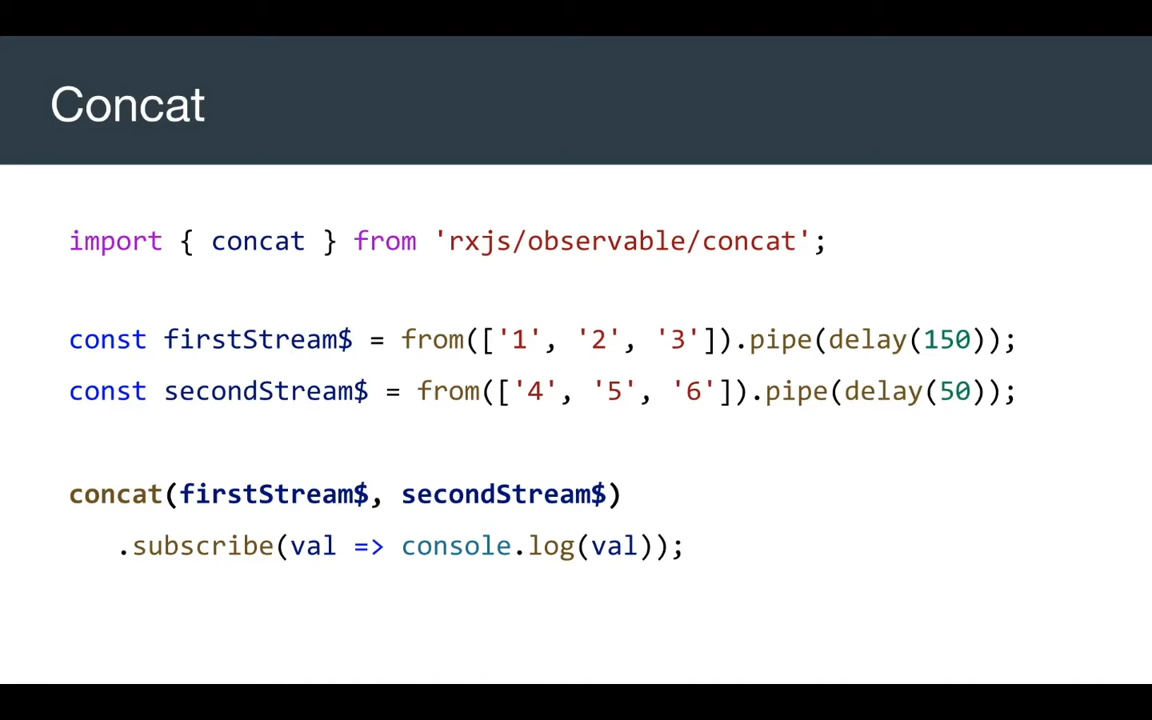 Concat
import { concat } from 'rxjs/observable/concat';
const firstStream$ = from(['1', '2', '3']).pipe(delay(150));
const secondStream$ = from(['4', '5', '6']).pipe(delay(50));
concat(firstStream$, secondStream$)
.subscribe(val => console.log(val));